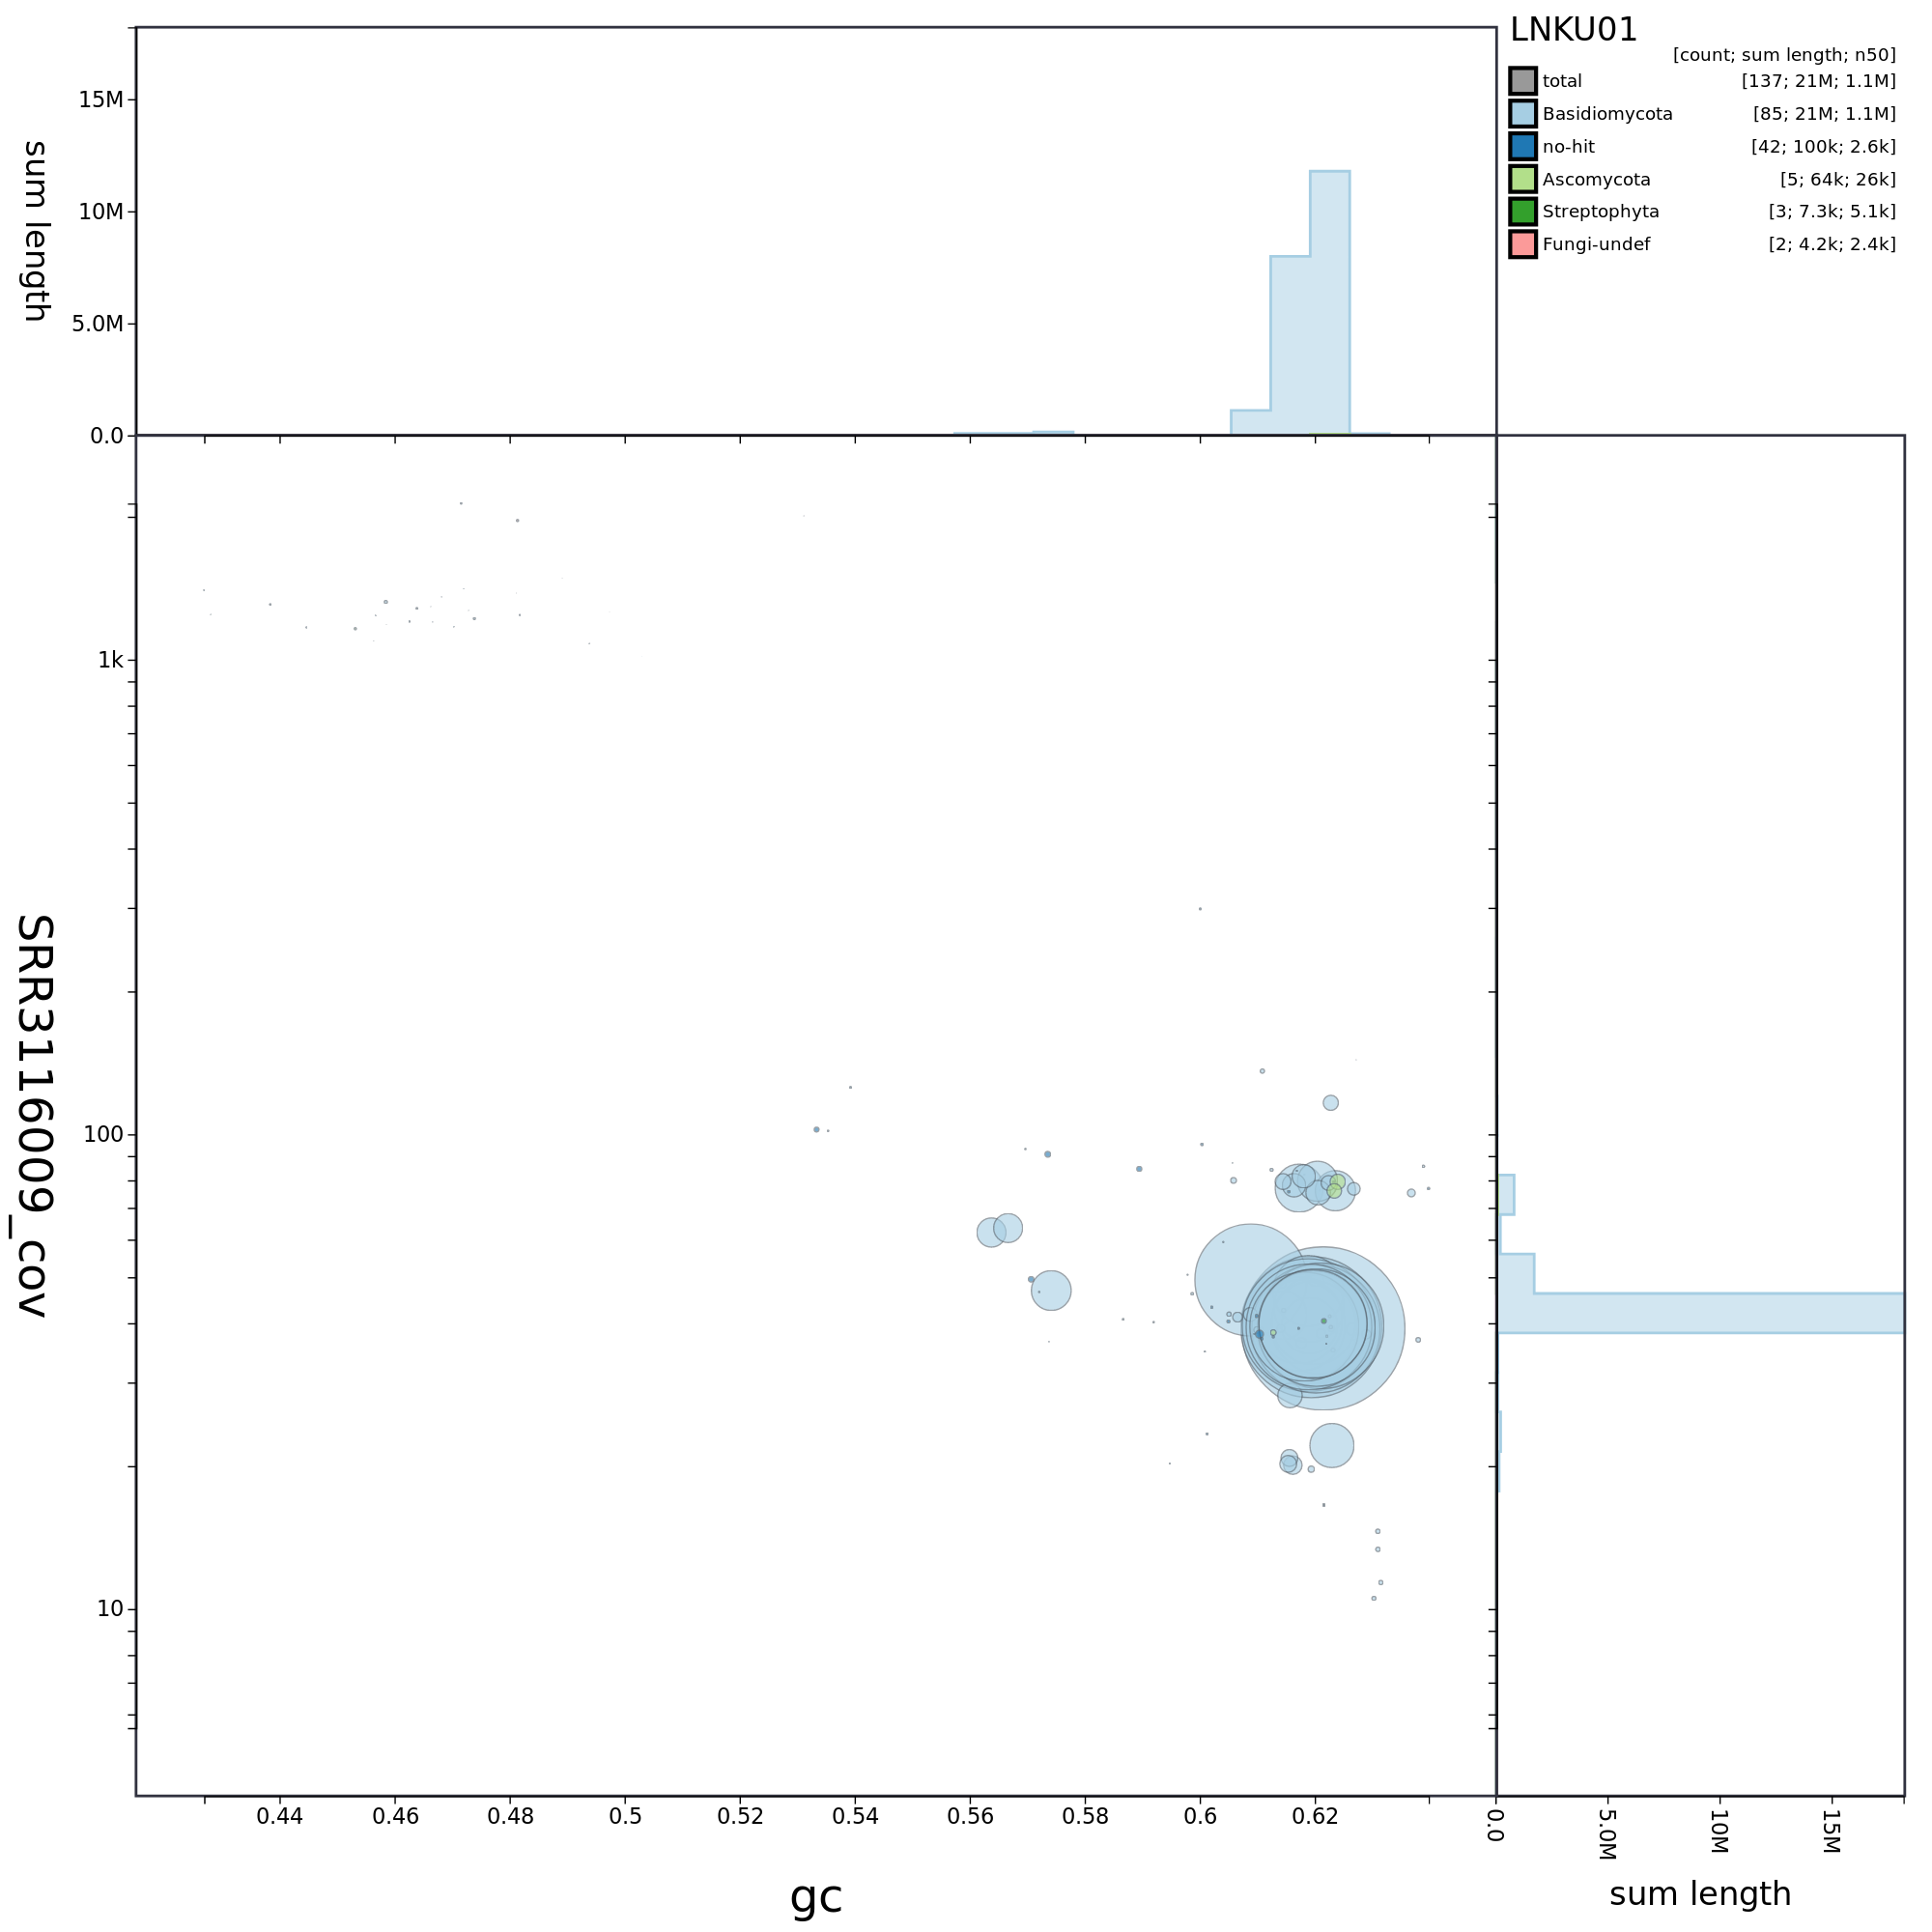 LNKU01
[count; sum length; n50]
total [137; 21M; 1.1M]
Basidiomycota [85; 21M; 1.1M]
no-hit [42; 100k; 2.6k]
Ascomycota [5; 64k; 26k]
Streptophyta [3; 7.3k; 5.1k]
Fungi-undef [2; 4.2k; 2.4k]
sum length
15M
10M
5.0M
0.0
SRR3116009_cov
1k
100
10
0.44 0.46 0.48 0.5 0.52 0.54 0.56 0.58 0.6 0.62
gc
0.0 5.0M 10M 15M
sum length